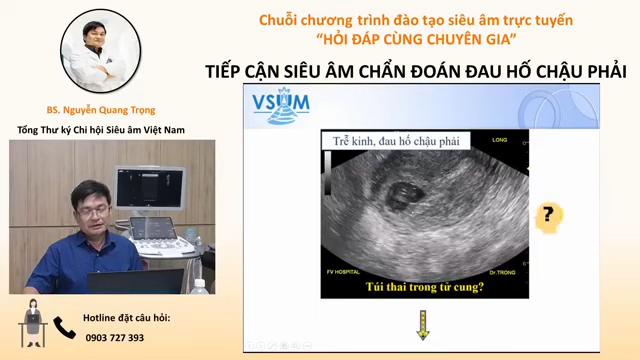 Chuỗi chương trình đào tạo siêu âm trực tuyến
“HỎI ĐÁP CÙNG CHUYÊN GIA”
TIẾP CẬN SIÊU ÂM CHẨN ĐOÁN ĐAU HỐ CHẬU PHẢI
BS. Nguyễn Quang Trọng
Tổng Thư ký Chi hội Siêu âm Việt Nam
VSUM
Trễ kinh, đau hố chậu phải
LONG
0
6
FV HOSPITAL
Dr.TRONG
Túi thai trong tử cung?
?
Hotline đặt câu hỏi:
0903 727 393